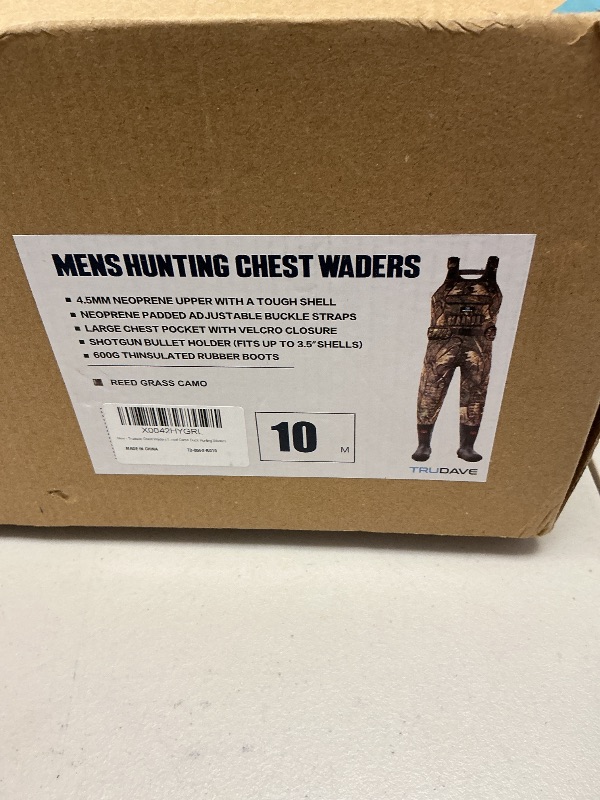 MENS HUNTING CHEST WADERS
▪ 4.5MM NEOPRENE UPPER WITH A TOUGH SHELL
▪ NEOPRENE PADDED ADJUSTABLE BUCKLE STRAPS
▪ LARGE CHEST POCKET WITH VELCRO CLOSURE
▪ SHOTGUN BULLET HOLDER (FITS UP TO 3.5" SHELLS)
▪ 600G THINSULATED RUBBER BOOTS
REED GRASS CAMO
X0042HYGRL
MADE IN CHINA
10 M
TRUDAVE